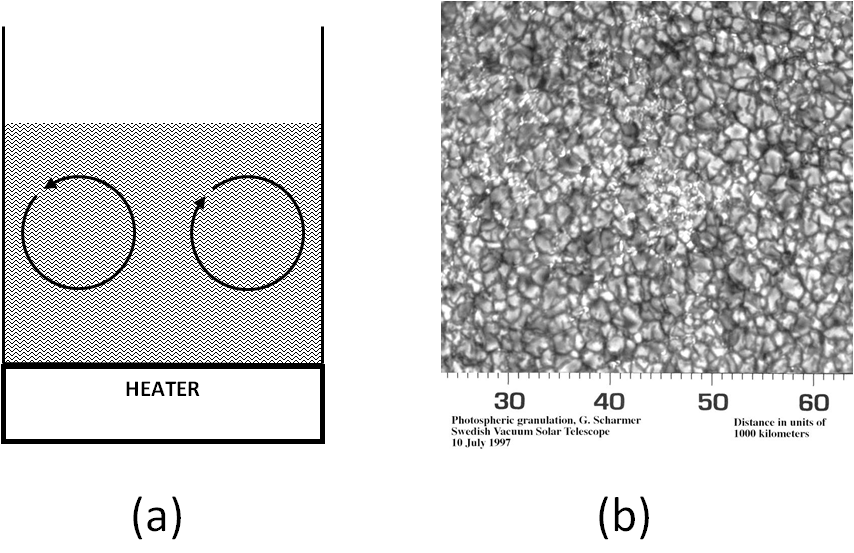 HEATER
30 40 50 60
Photospheric granulation, G. Scharmer
Swedish Vacuum Solar Telescope
10 July 1997
Distance in units of
1000 kilometers
(a)
(b)